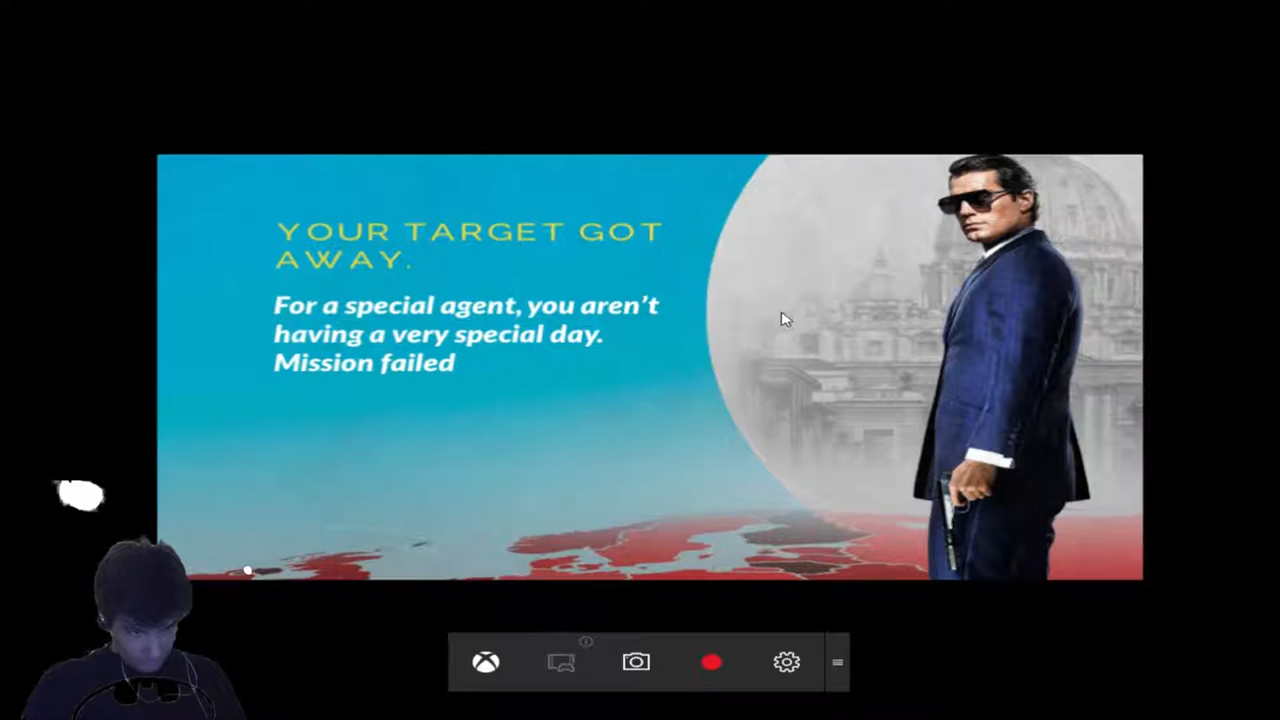 YOUR TARGET GOT
AWAY.
For a special agent, you aren't
having a very special day.
Mission failed